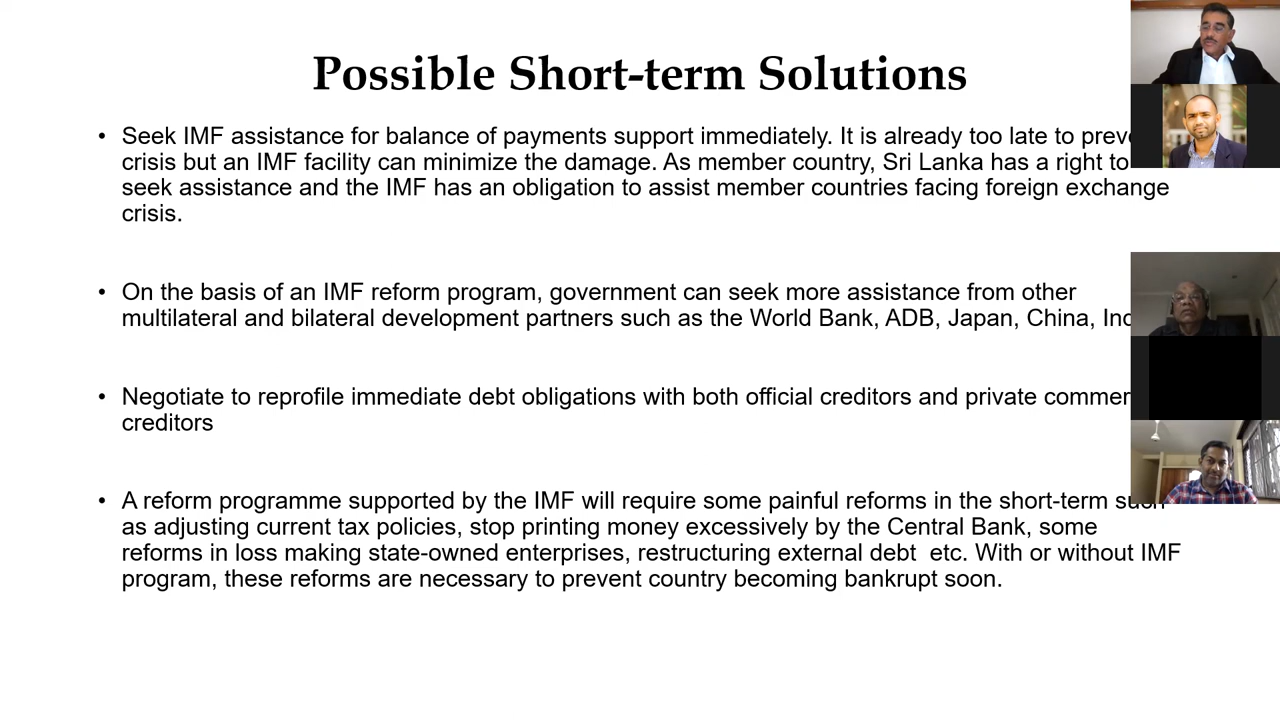 Possible Short-term Solutions
• Seek IMF assistance for balance of payments support immediately. It is already too late to
crisis but an IMF facility can minimize the damage. As member country, Sri Lanka has a right to
seek assistance and the IMF has an obligation to assist member countries facing foreign exchange
crisis.
• On the basis of an IMF reform program, government can seek more assistance from other
multilateral and bilateral development partners such as the World Bank, ADB, Japan, China,
• Negotiate to reprofile immediate debt obligations with both official creditors and private
creditors
• A reform programme supported by the IMF will require some painful reforms in the short-term such
as adjusting current tax policies, stop printing money excessively by the Central Bank, some
reforms in loss making state-owned enterprises, restructuring external debt  etc. With or without IMF
program, these reforms are necessary to prevent country becoming bankrupt soon.